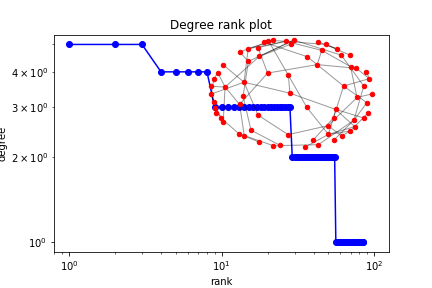 Degree rank plot
4 × 10⁰
3 × 10⁰
2 × 10⁰
10⁰
degree
10⁰
10¹
10²
rank